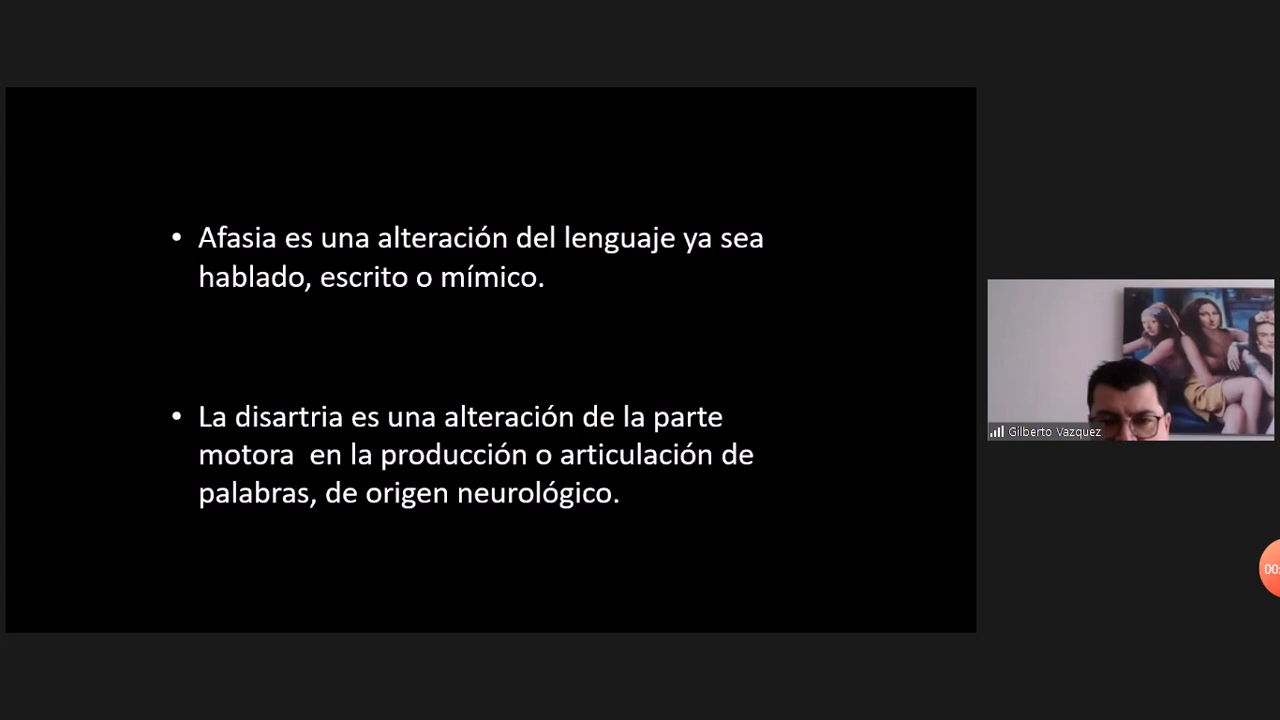 • Afasia es una alteración del lenguaje ya sea
hablado, escrito o mímico.
• La disartria es una alteración de la parte
motora  en la producción o articulación de
palabras, de origen neurológico.
Gilberto Vazquez
00: